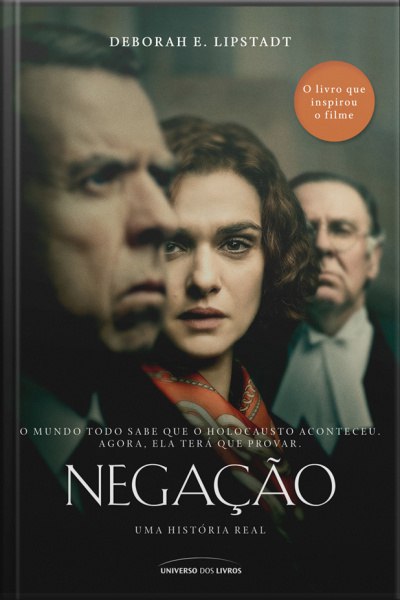 DEBORAH E. LIPSTADT
O livro que
inspirou
o filme
O MUNDO TODO SABE QUE O HOLOCAUSTO ACONTECEU.
AGORA, ELA TERÁ QUE PROVAR.
NEGAÇÃO
UMA HISTÓRIA REAL
UNIVERSO DOS LIVROS